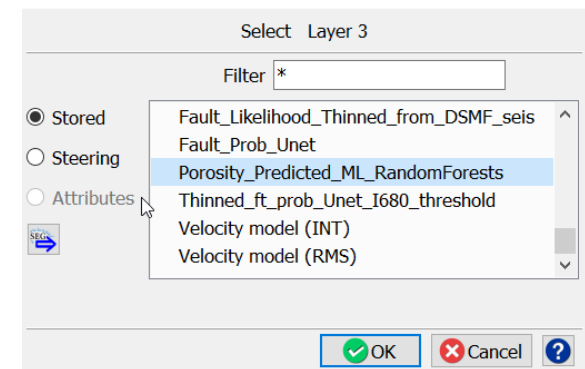 Select Layer 3
Filter *
Stored
Steering
Attributes
SEG
Fault_Likelihood_Thinned_from_DSMF_seis
Fault_Prob_Unet
Porosity_Predicted_ML_RandomForests
Thinned_ft_prob_Unet_I680_threshold
Velocity model (INT)
Velocity model (RMS)
OK
Cancel
?